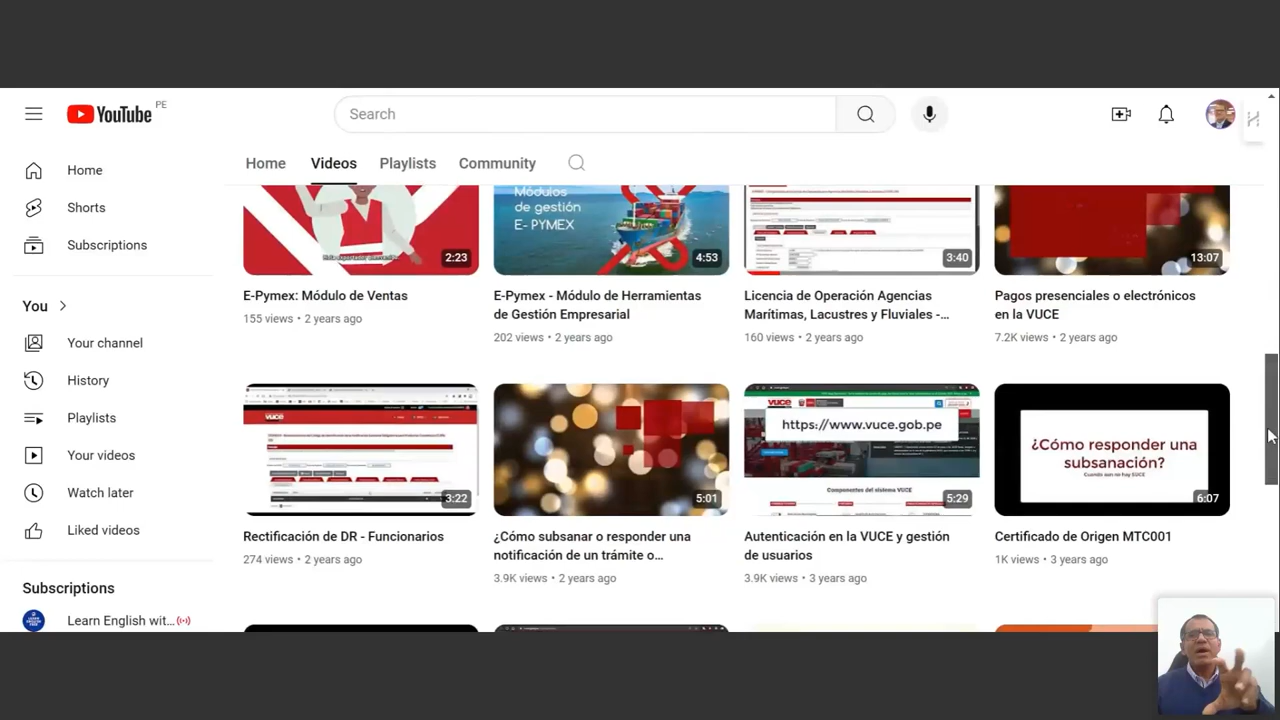 YouTube PE
Search
Home
Videos
Playlists
Community
Home
Shorts
Subscriptions
You
Your channel
History
Playlists
Your videos
Watch later
Liked videos
Subscriptions
Learn English wit...
2:23
E-Pymex: Módulo de Ventas
155 views • 2 years ago
Módulos
de gestión
E- PYMEX
4:53
E-Pymex - Módulo de Herramientas
de Gestión Empresarial
202 views • 2 years ago
3:40
Licencia de Operación Agencias
Marítimas, Lacustres y Fluviales -...
160 views • 2 years ago
13:07
Pagos presenciales o electrónicos
en la VUCE
7.2K views • 2 years ago
vuce
3:22
Rectificación de DR - Funcionarios
274 views • 2 years ago
5:01
¿Cómo subsanar o responder una
notificación de un trámite o...
3.9K views • 2 years ago
vuce
https://www.vuce.gob.pe
Componentes del sistema VUCE
5:29
Autenticación en la VUCE y gestión
de usuarios
3.9K views • 3 years ago
¿Cómo responder una
subsanación?
Cuando aun no hay SUCE
6:07
Certificado de Origen MTC001
1K views • 3 years ago